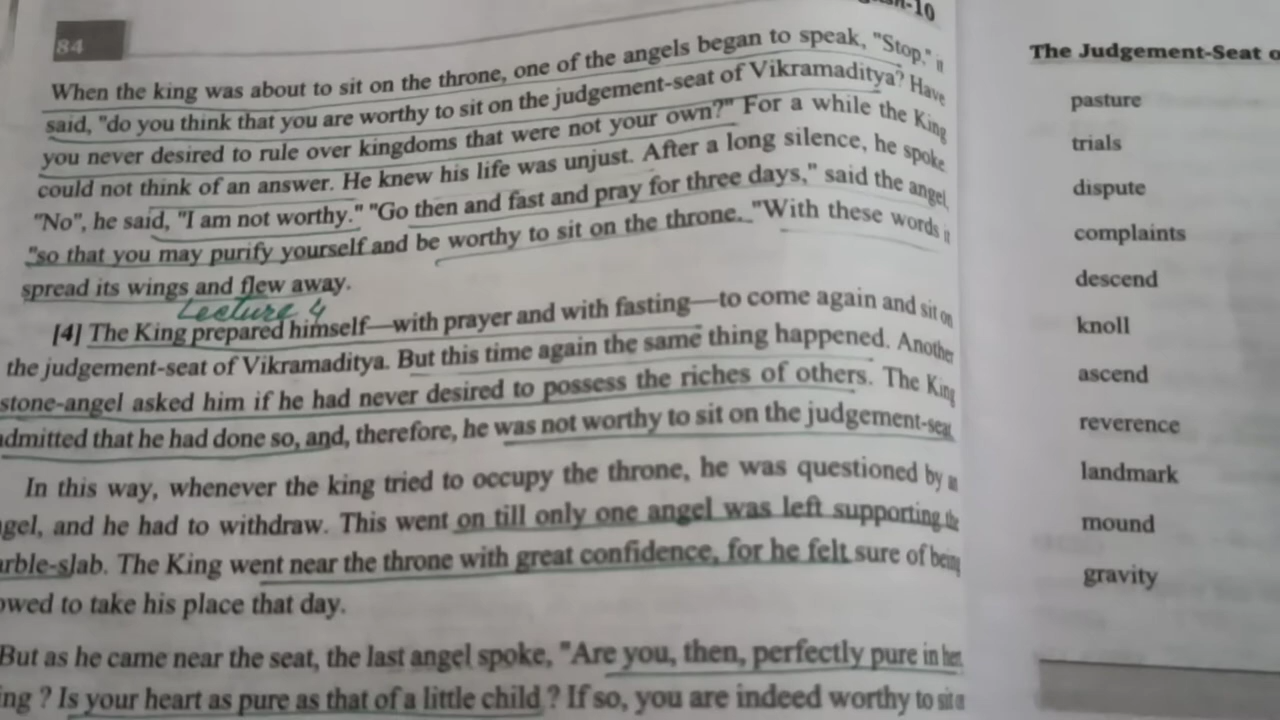 -10
84
When the king was about to sit on the throne, one of the angels began to speak, "Stop," it
said, "do you think that you are worthy to sit on the judgement-seat of Vikramaditya? Have
you never desired to rule over kingdoms that were not your own?" For a while the King
could not think of an answer. He knew his life was unjust. After a long silence, he spoke
"No", he said, "I am not worthy." "Go then and fast and pray for three days," said the angel,
"so that you may purify yourself and be worthy to sit on the throne. "With these words it
spread its wings and flew away.
Lecture 4
[4] The King prepared himself—with prayer and with fasting—to come again and sit on
the judgement-seat of Vikramaditya. But this time again the same thing happened. Another
stone-angel asked him if he had never desired to possess the riches of others. The King
admitted that he had done so, and, therefore, he was not worthy to sit on the judgement-seat
In this way, whenever the king tried to occupy the throne, he was questioned by an
ngel, and he had to withdraw. This went on till only one angel was left supporting the
arble-slab. The King went near the throne with great confidence, for he felt sure of being
owed to take his place that day.
But as he came near the seat, the last angel spoke, "Are you, then, perfectly pure in
ing ? Is your heart as pure as that of a little child ? If so, you are indeed worthy to sit
The Judgement-Seat o
pasture
trials
dispute
complaints
descend
knoll
ascend
reverence
landmark
mound
gravity